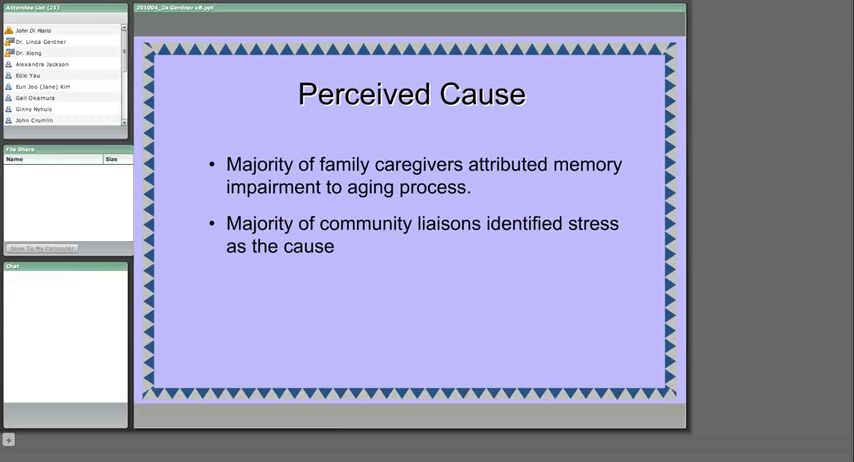 Attendee List (21)
John Di Mario
Dr. Linda Gerdner
Dr. Xiong
Alexandra Jackson
Edie Yau
Eun Joo (Jane) Kim
Gail Okamura
Ginny Nyhuis
John Crumlin
File Share
Name Size
Save To My Computer
Chat
201004_2a Gerdner v8.ppt
Perceived Cause
• Majority of family caregivers attributed memory
impairment to aging process.
• Majority of community liaisons identified stress
as the cause